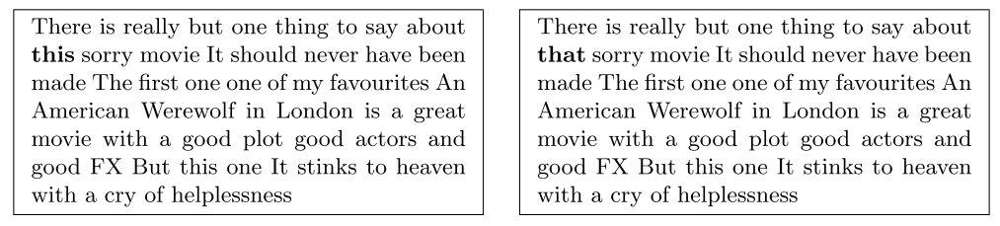 There is really but one thing to say about
this sorry movie It should never have been
made The first one one of my favourites An
American Werewolf in London is a great
movie with a good plot good actors and
good FX But this one It stinks to heaven
with a cry of helplessness
There is really but one thing to say about
that sorry movie It should never have been
made The first one one of my favourites An
American Werewolf in London is a great
movie with a good plot good actors and
good FX But this one It stinks to heaven
with a cry of helplessness